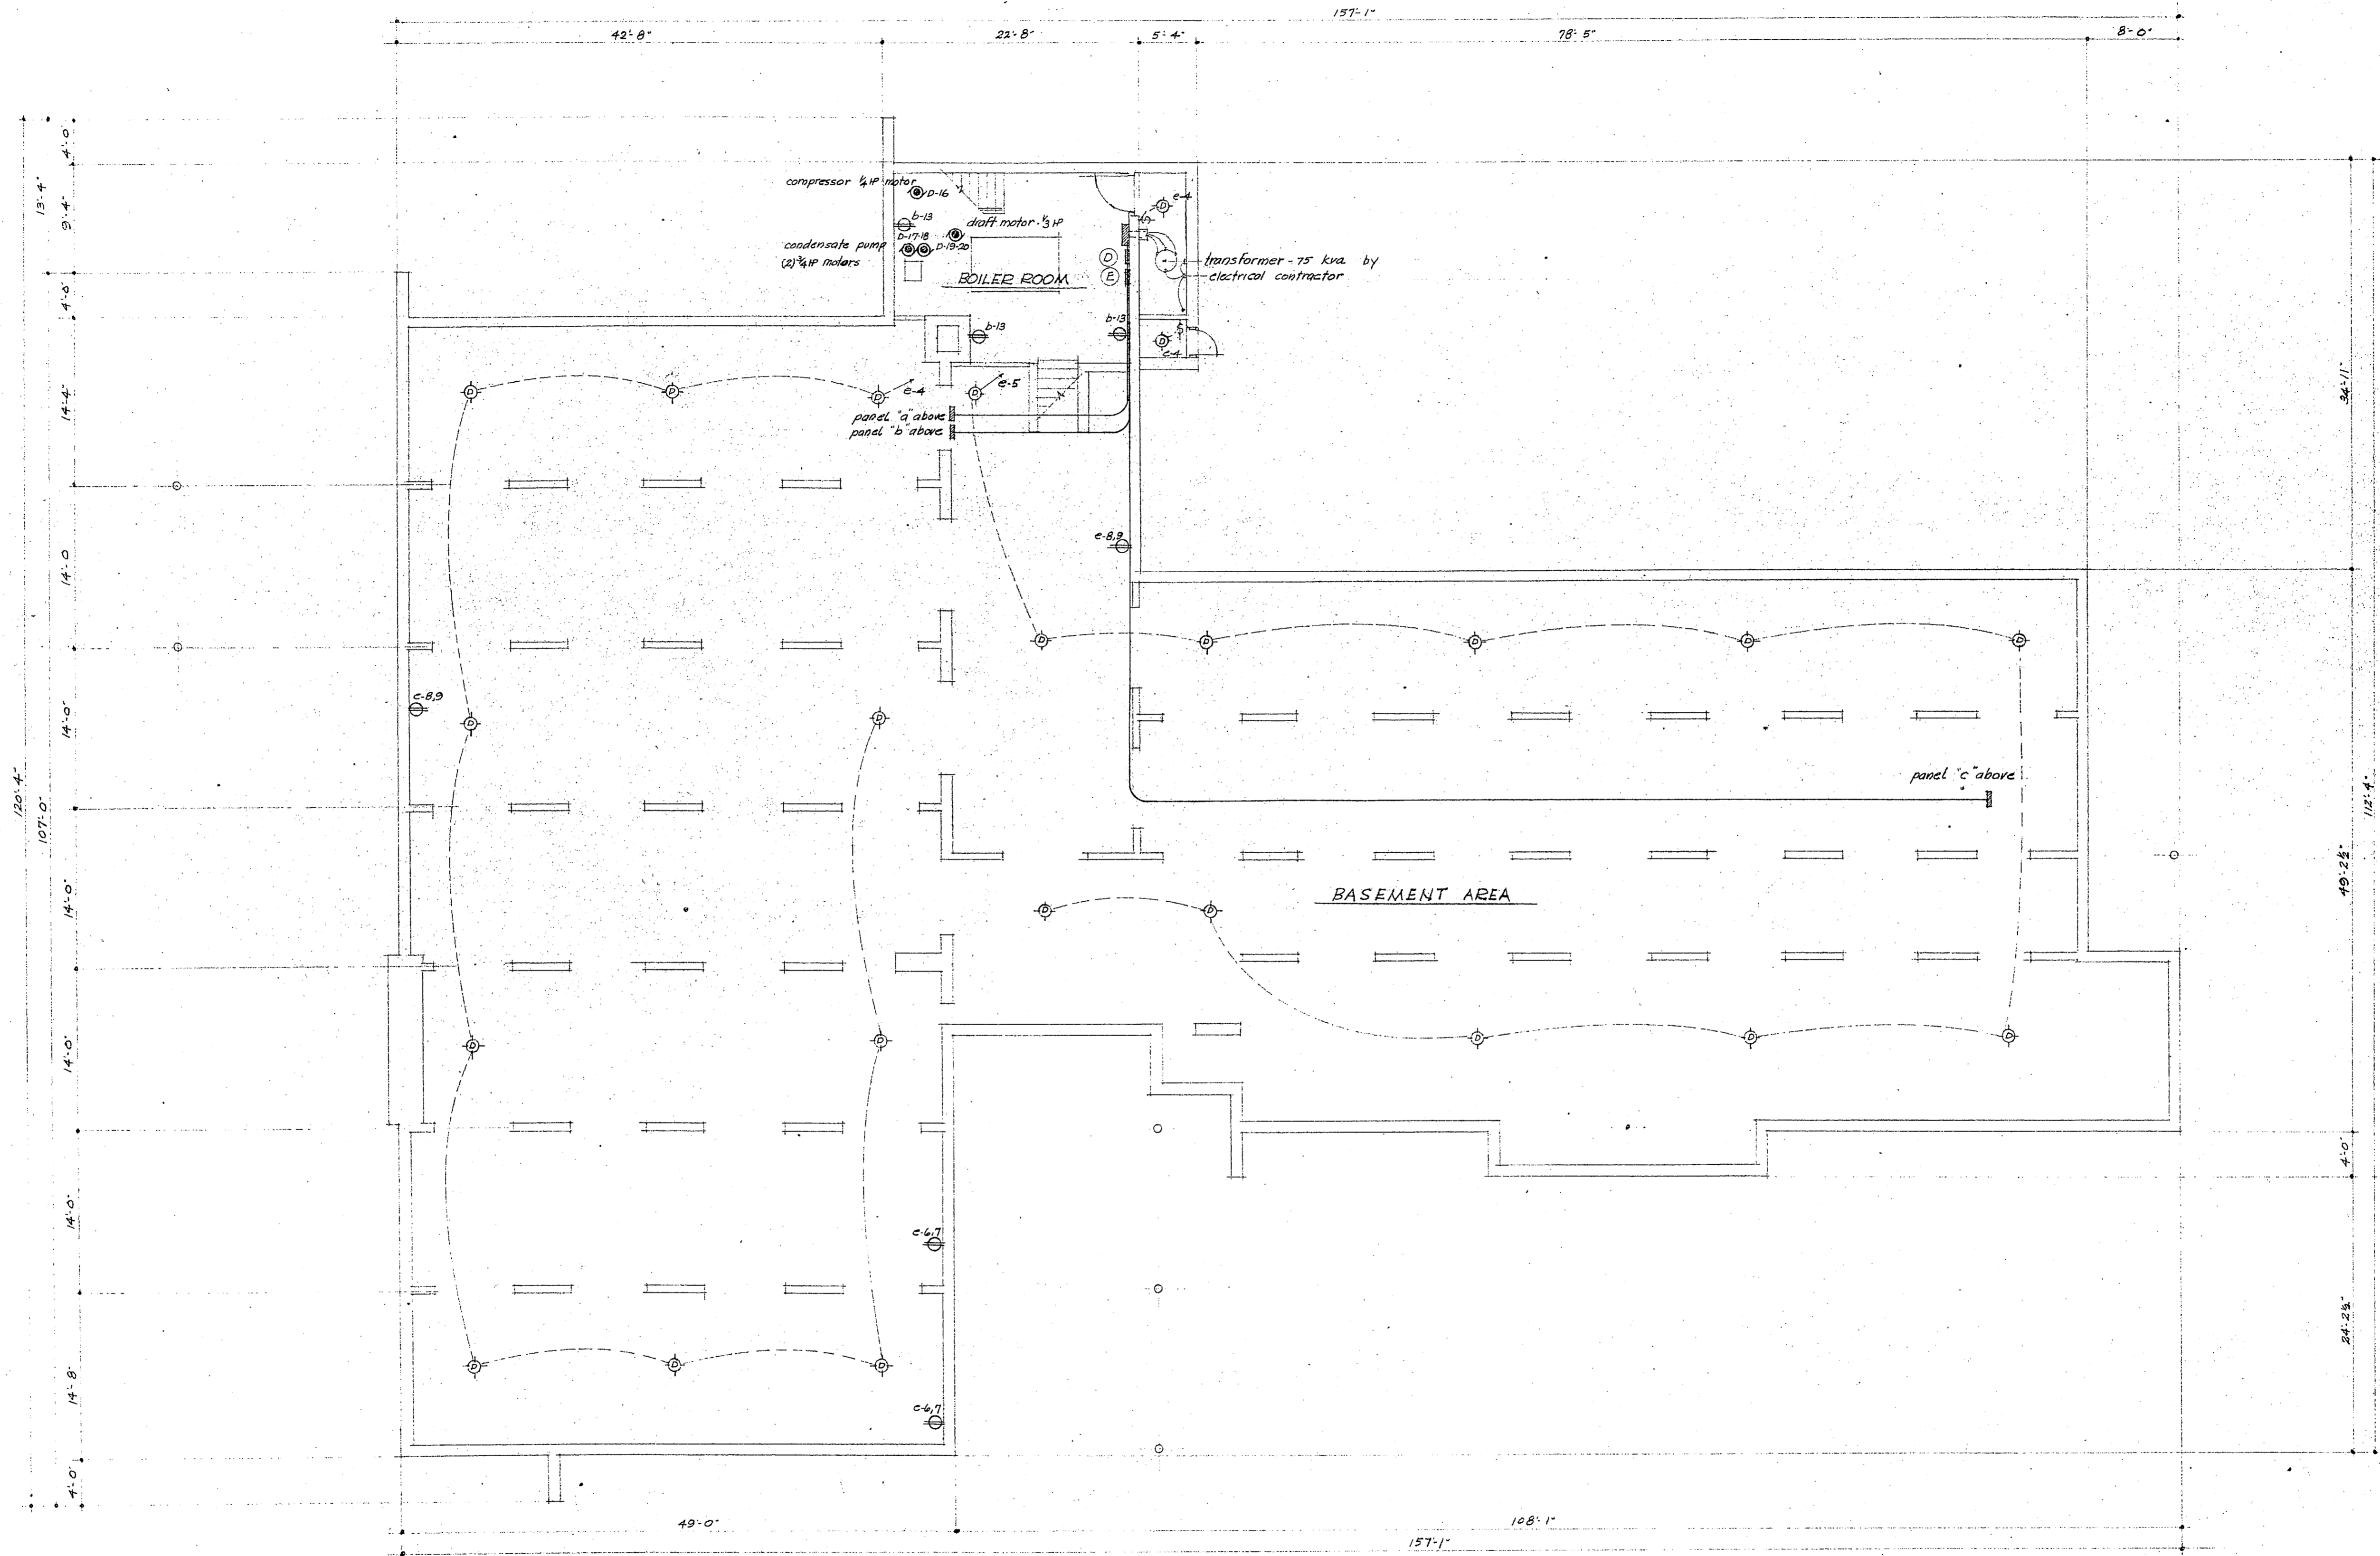 157'-1"
42'-8"
22'-8"
5'-4"
78'-5"
8'-0"
4'-0"
13'-4"
9'-4"
4'-0"
14'-4"
14'-0
14'-0"
120'-4"
107'-0"
14'-0"
14'-0"
14'-0"
14'-8"
4'-0"
compressor ¼ HP motor
D-16
b-13
draft motor - ⅓ HP
D-17-18
condensate pump
D-19-20
(2) ¾ HP motors
BOILER ROOM
D
E
e-4
D
S
transformer - 75 kva by
electrical contractor
b-13
b-13
S
D
e-4
D
D
D
e-4
D
e-5
panel "a" above
panel "b" above
e-8,9
34'-11"
D
D
D
D
D
e-8,9
D
D
panel "c" above
112'-4"
49'-2½"
BASEMENT AREA
D
D
D
D
D
D
D
4'-0"
e-6,7
24'-2½"
D
D
D
e-6,7
49'-0"
108'-1"
157'-1"